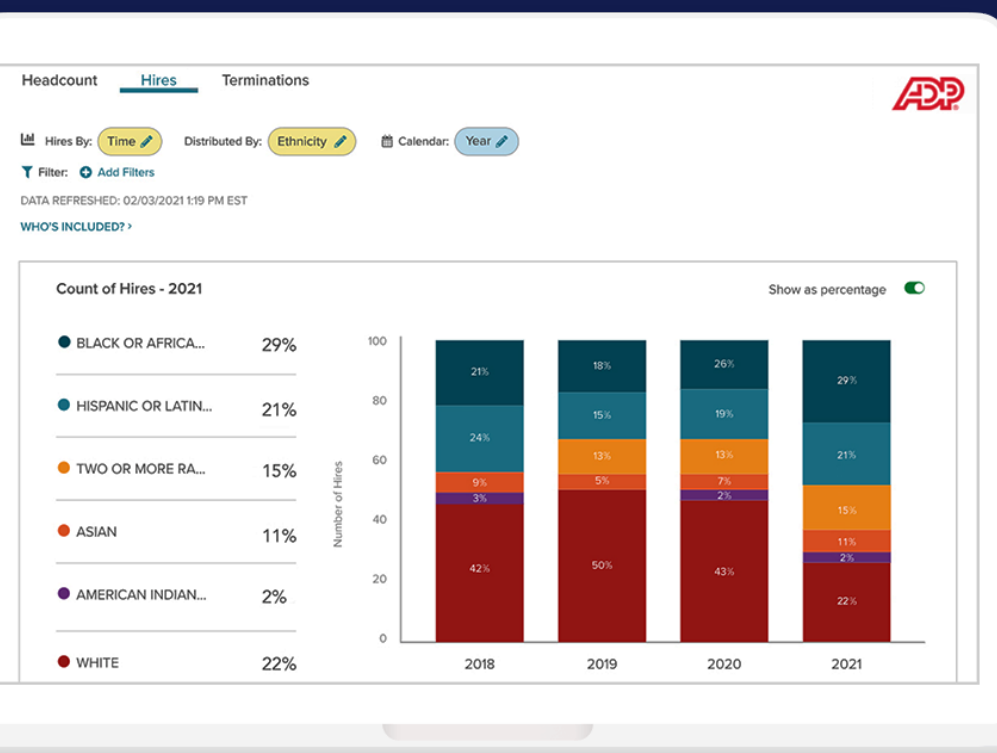 Headcount Hires Terminations
ADP
Hires By: Time Distributed By: Ethnicity Calendar: Year
Filter: Add Filters
DATA REFRESHED: 02/03/2021 1:19 PM EST
WHO'S INCLUDED? ›
Count of Hires - 2021
Show as percentage
BLACK OR AFRICA... 29%
HISPANIC OR LATIN... 21%
TWO OR MORE RA... 15%
ASIAN 11%
AMERICAN INDIAN... 2%
WHITE 22%
Number of Hires
100
80
60
40
20
0
21%
24%
9%
3%
42%
18%
15%
13%
5%
50%
26%
19%
13%
7%
2%
43%
29%
21%
15%
11%
2%
22%
2018 2019 2020 2021